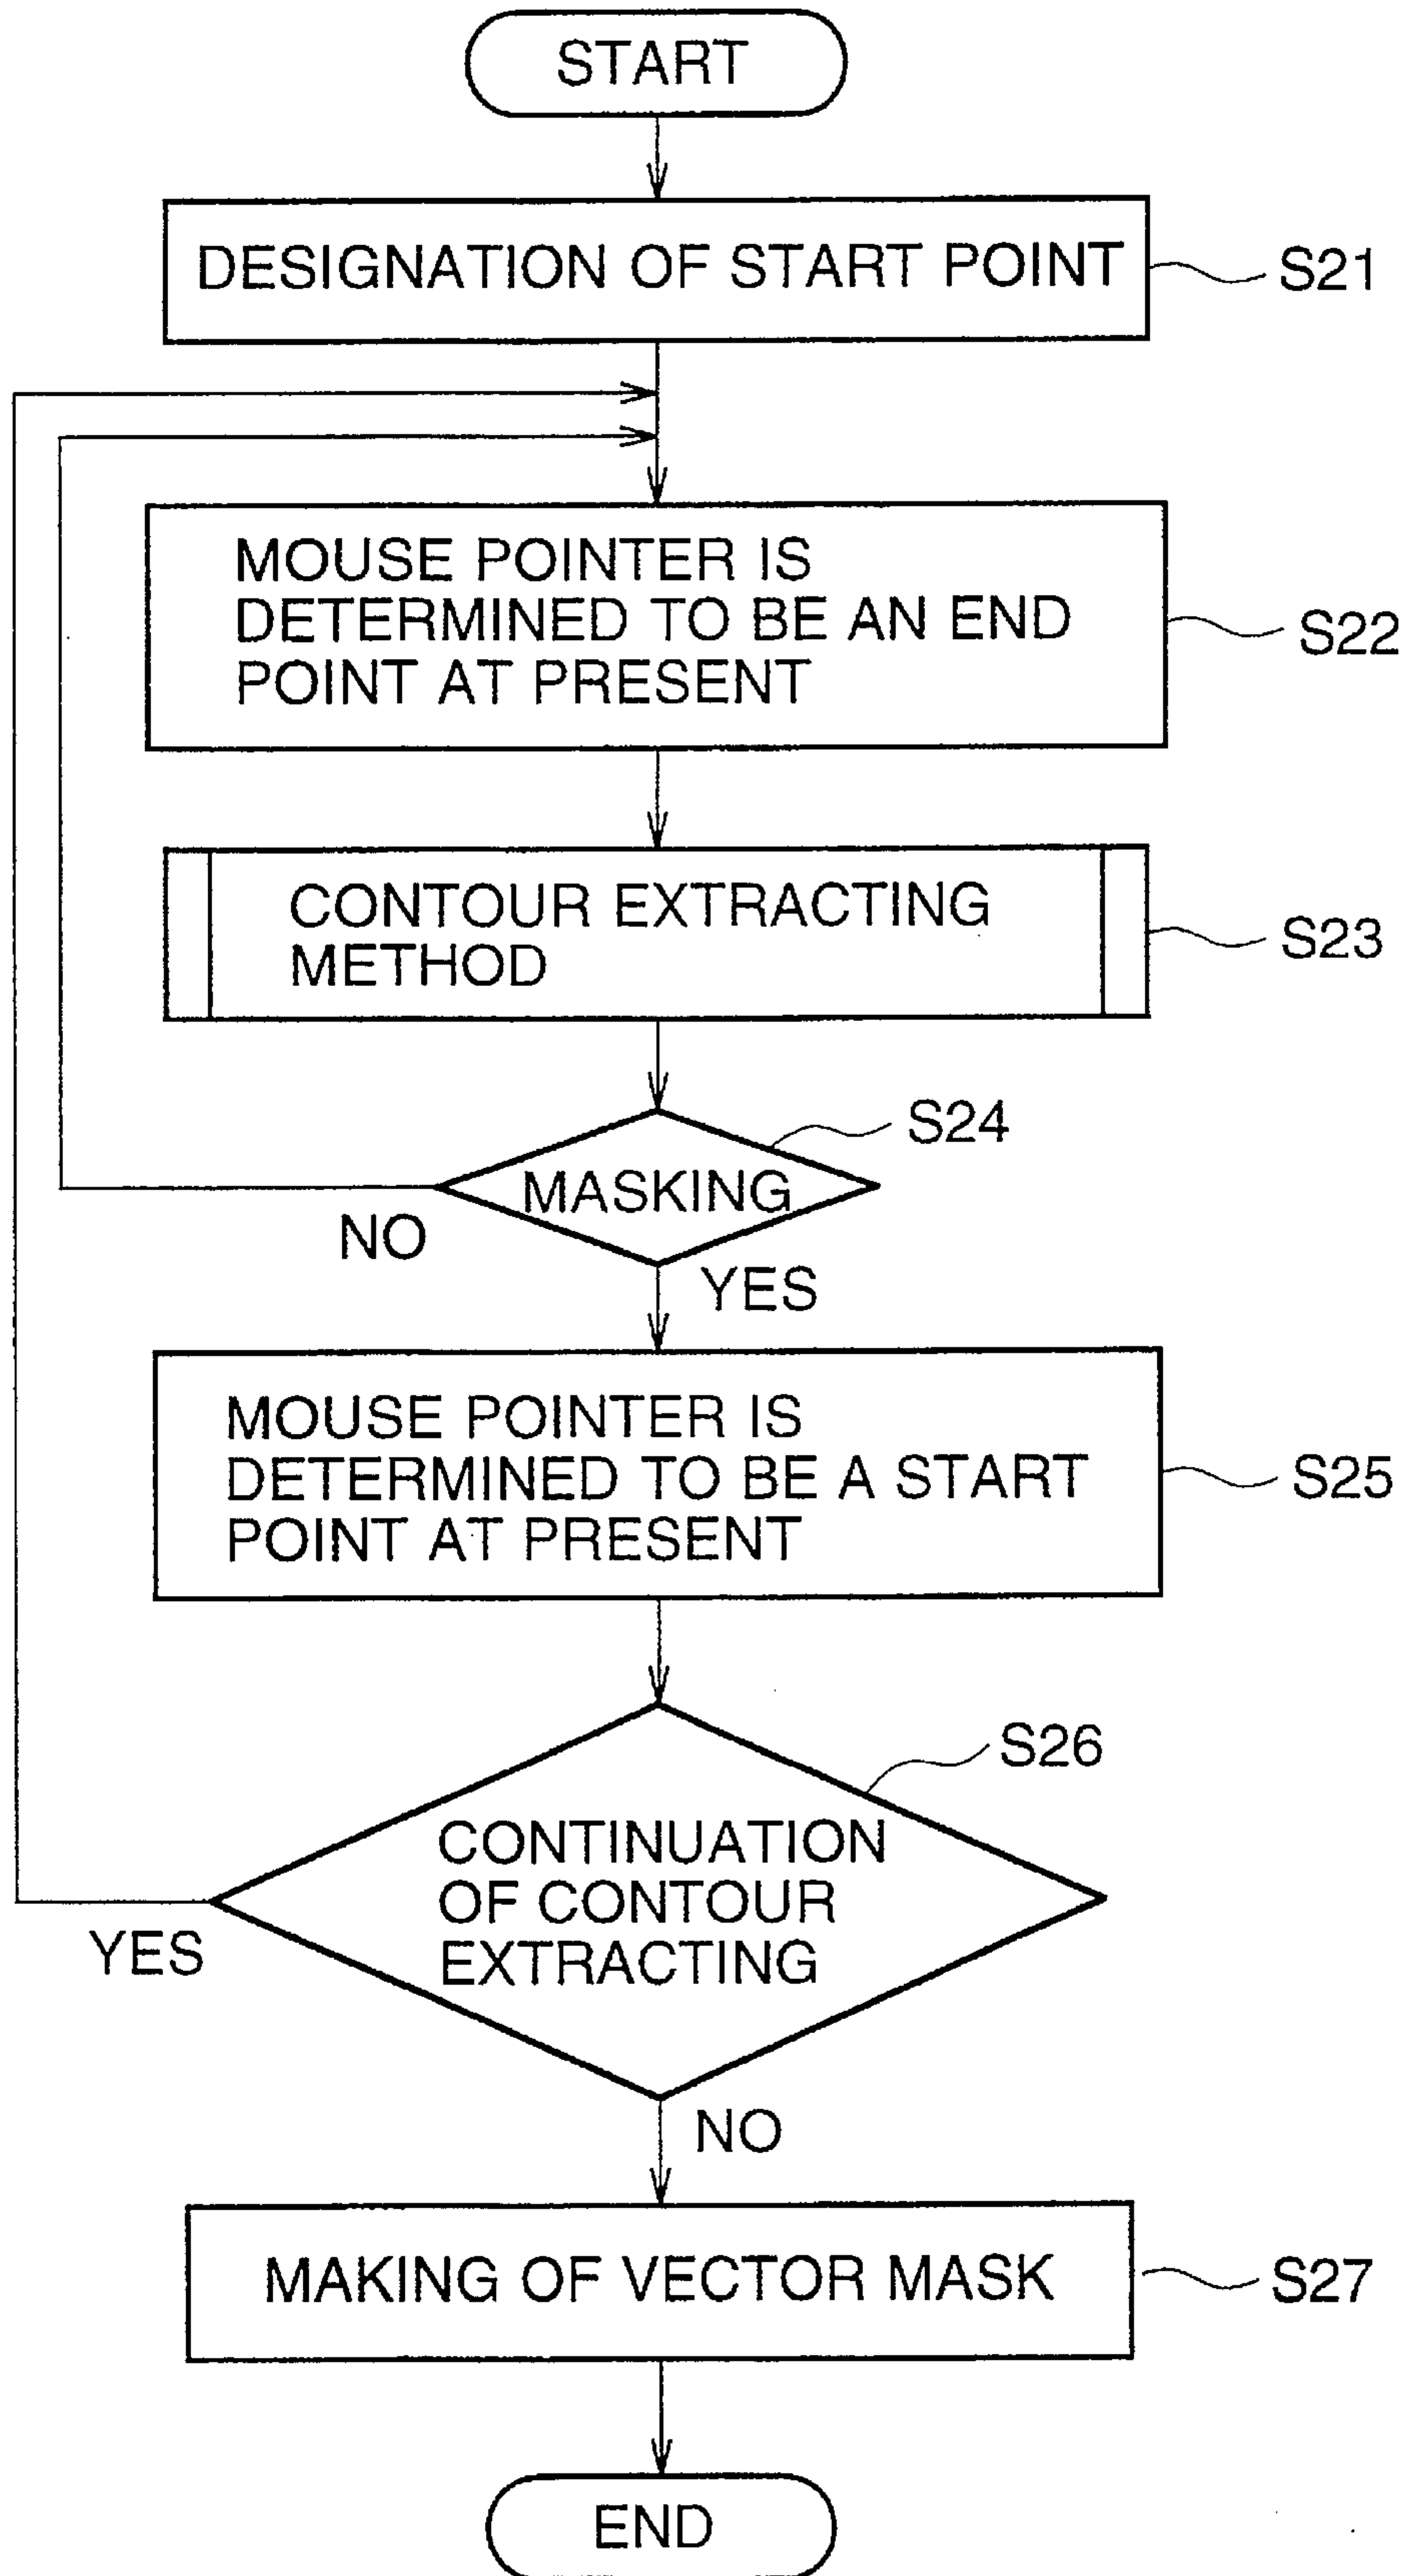 START
DESIGNATION OF START POINT
S21
MOUSE POINTER IS
DETERMINED TO BE AN END
POINT AT PRESENT
S22
CONTOUR EXTRACTING
METHOD
S23
S24
MASKING
NO
YES
MOUSE POINTER IS
DETERMINED TO BE A START
POINT AT PRESENT
S25
S26
CONTINUATION
OF CONTOUR
EXTRACTING
YES
NO
MAKING OF VECTOR MASK
S27
END